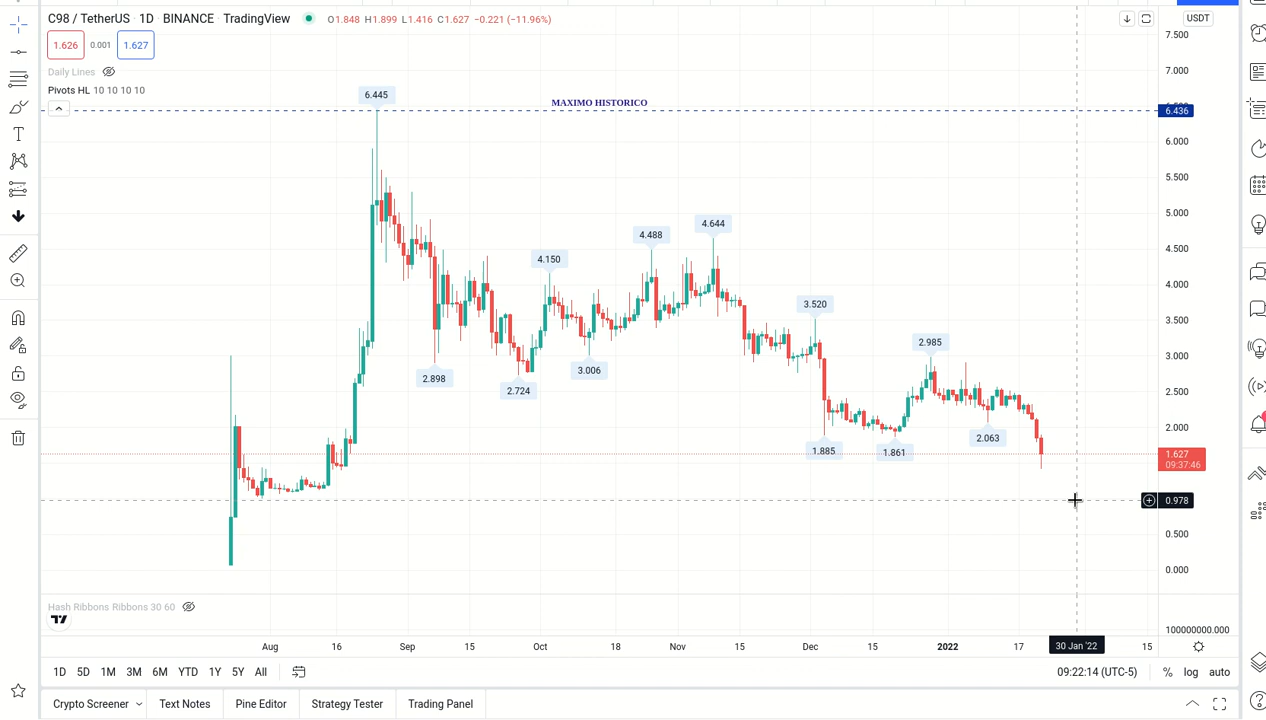 C98 / TetherUS · 1D · BINANCE · TradingView
O1.848 H1.899 L1.416 C1.627 −0.221 (−11.96%)
USDT
1.626 0.001 1.627
Daily Lines
Pivots HL 10 10 10 10
MAXIMO HISTORICO
6.445
2.898
2.724
4.150
3.006
4.488
4.644
3.520
1.885
1.861
2.985
2.063
7.500
7.000
6.436
6.000
5.500
5.000
4.500
4.000
3.500
3.000
2.500
2.000
1.627
09:37:46
0.978
0.500
0.000
Hash Ribbons Ribbons 30 60
100000000.000
Aug 16 Sep 15 Oct 18 Nov 15 Dec 15 2022 17 30 Jan '22 15
1D 5D 1M 3M 6M YTD 1Y 5Y All
09:22:14 (UTC-5) % log auto
Crypto Screener Text Notes Pine Editor Strategy Tester Trading Panel